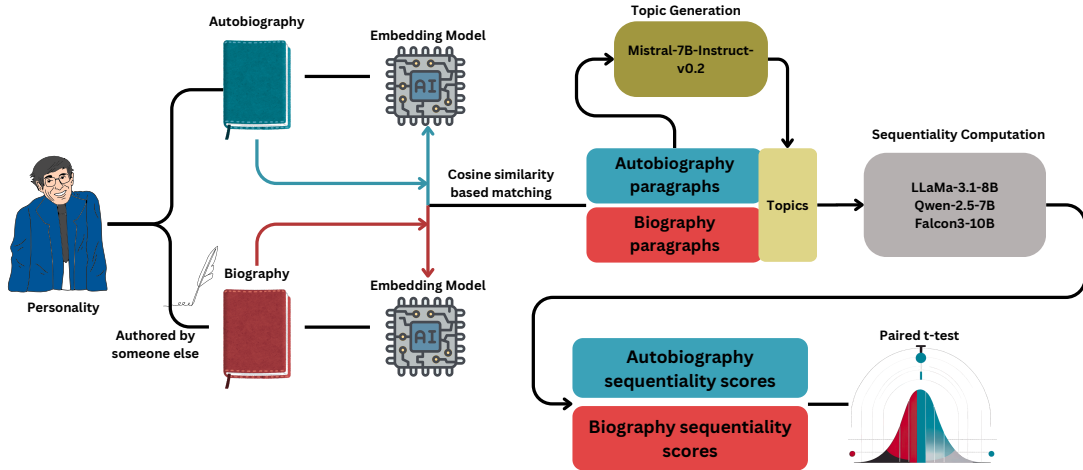 Autobiography
Embedding Model
AI
Personality
Authored by
someone else
Biography
Embedding Model
AI
Cosine similarity
based matching
Topic Generation
Mistral-7B-Instruct-
v0.2
Autobiography
paragraphs
Biography
paragraphs
Topics
Sequentiality Computation
LLaMa-3.1-8B
Qwen-2.5-7B
Falcon3-10B
Autobiography
sequentiality scores
Biography sequentiality
scores
Paired t-test